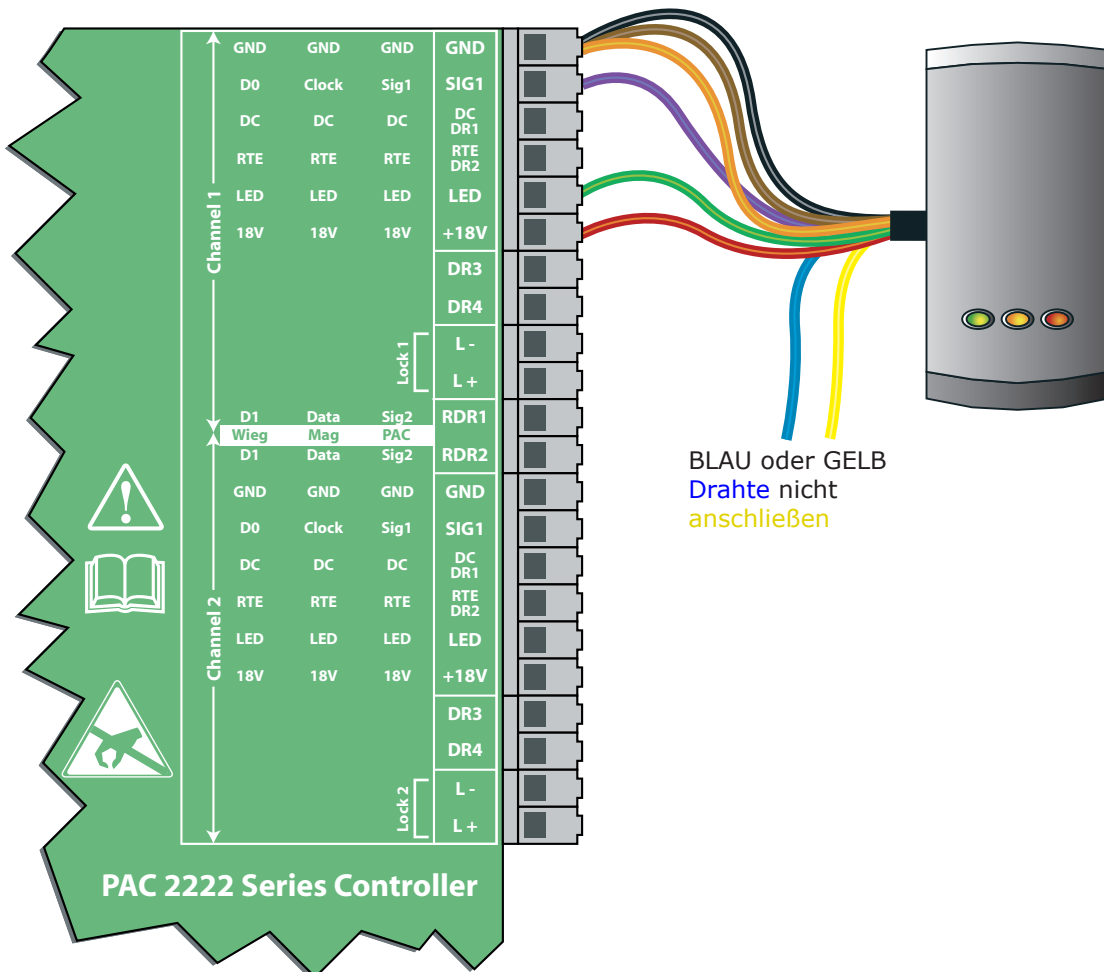 GND GND GND GND
D0 Clock Sig1 SIG1
DC DC DC DC DR1
RTE RTE RTE RTE DR2
LED LED LED LED
18V 18V 18V +18V
Channel 1
DR3
DR4
Lock 1
L -
L +
D1 Data Sig2 RDR1
Wieg Mag PAC
D1 Data Sig2 RDR2
GND GND GND GND
D0 Clock Sig1 SIG1
DC DC DC DC DR1
RTE RTE RTE RTE DR2
LED LED LED LED
18V 18V 18V +18V
Channel 2
DR3
DR4
Lock 2
L -
L +
PAC 2222 Series Controller
BLAU oder GELB
Drahte nicht
anschließen